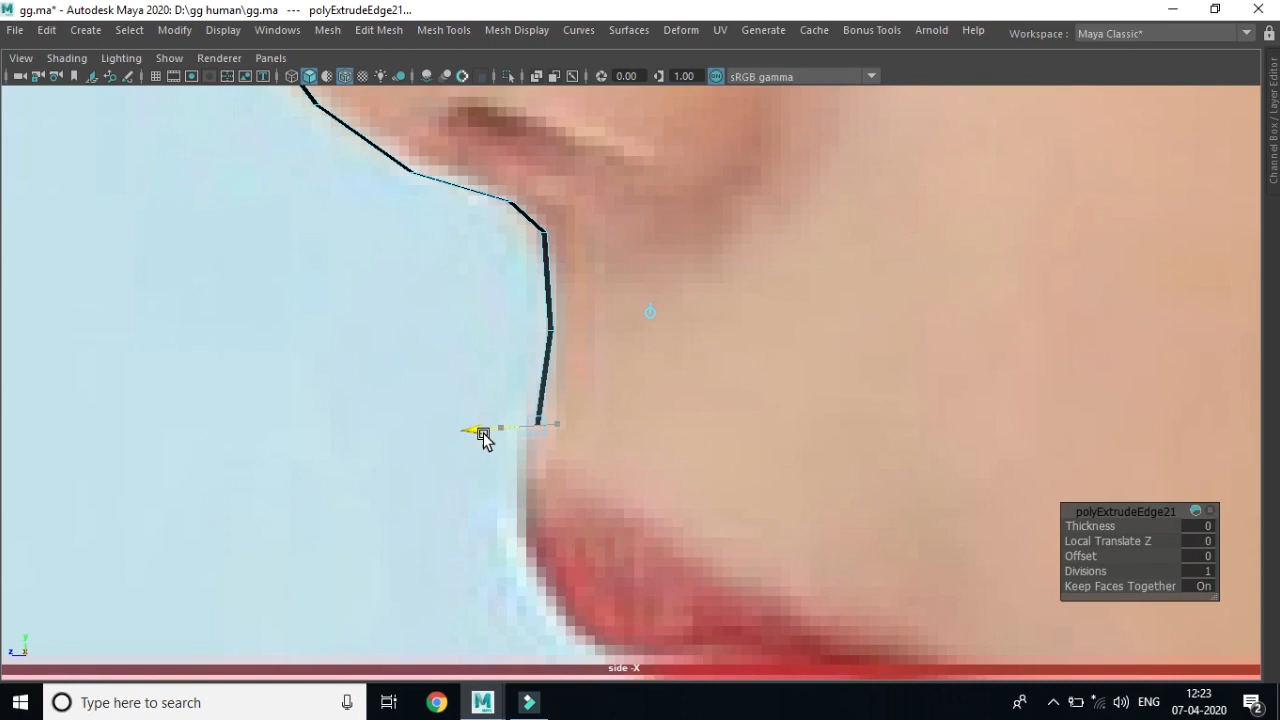 gg.ma* - Autodesk Maya 2020: D:\gg human\gg.ma   ---   polyExtrudeEdge21...
File Edit Create Select Modify Display Windows Mesh Edit Mesh Mesh Tools Mesh Display Curves Surfaces Deform UV Generate Cache Bonus Tools Arnold Help Workspace : Maya Classic*
View Shading Lighting Show Renderer Panels
0.00 1.00 sRGB gamma
Channel Box / Layer Editor
polyExtrudeEdge21
Thickness 0
Local Translate Z 0
Offset 0
Divisions 1
Keep Faces Together On
y
z x
side -X
Type here to search
ENG
12:23
07-04-2020
2